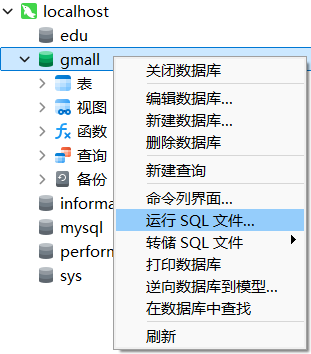 localhost
edu
gmall
表
视图
函数
查询
备份
informa
mysql
perform
sys
关闭数据库
编辑数据库...
新建数据库...
删除数据库
新建查询
命令列界面...
运行 SQL 文件...
转储 SQL 文件
打印数据库
逆向数据库到模型...
在数据库中查找
刷新